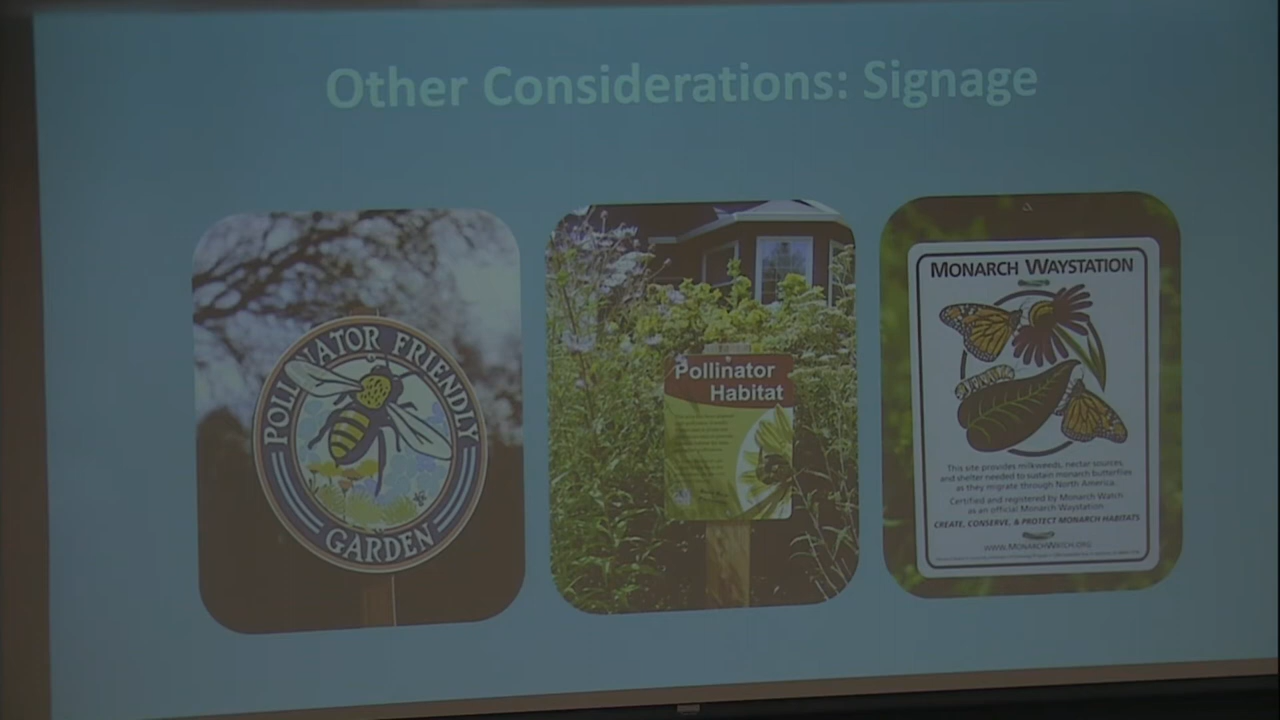 Other Considerations: Signage
POLLINATOR FRIENDLY
GARDEN
Pollinator
Habitat
MONARCH WAYSTATION
This site provides milkweeds, nectar sources,
and shelter needed to sustain monarch butterflies
as they migrate through North America.
Certified and registered by Monarch Watch
as an official Monarch Waystation.
CREATE, CONSERVE, & PROTECT MONARCH HABITATS
WWW.MONARCHWATCH.ORG